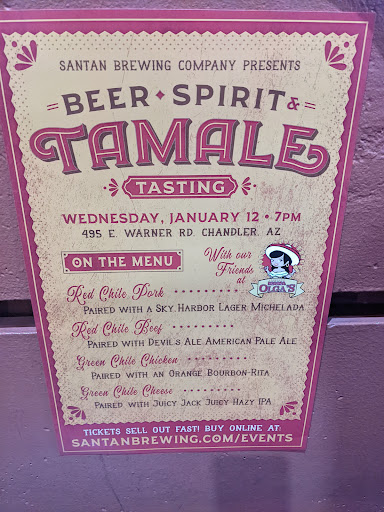 SANTAN BREWING COMPANY PRESENTS
BEER • SPIRIT &
TAMALE
TASTING
WEDNESDAY, JANUARY 12 • 7PM
495 E. WARNER RD. CHANDLER, AZ
ON THE MENU
With our
Friends
at
OLGA'S
Red Chile Pork
PAIRED WITH A SKY HARBOR LAGER MICHELADA
Red Chile Beef
PAIRED WITH DEVIL'S ALE AMERICAN PALE ALE
Green Chile Chicken
PAIRED WITH AN ORANGE BOURBON-RITA
Green Chile Cheese
PAIRED WITH JUICY JACK JUICY HAZY IPA
TICKETS SELL OUT FAST! BUY ONLINE AT:
SANTANBREWING.COM/EVENTS